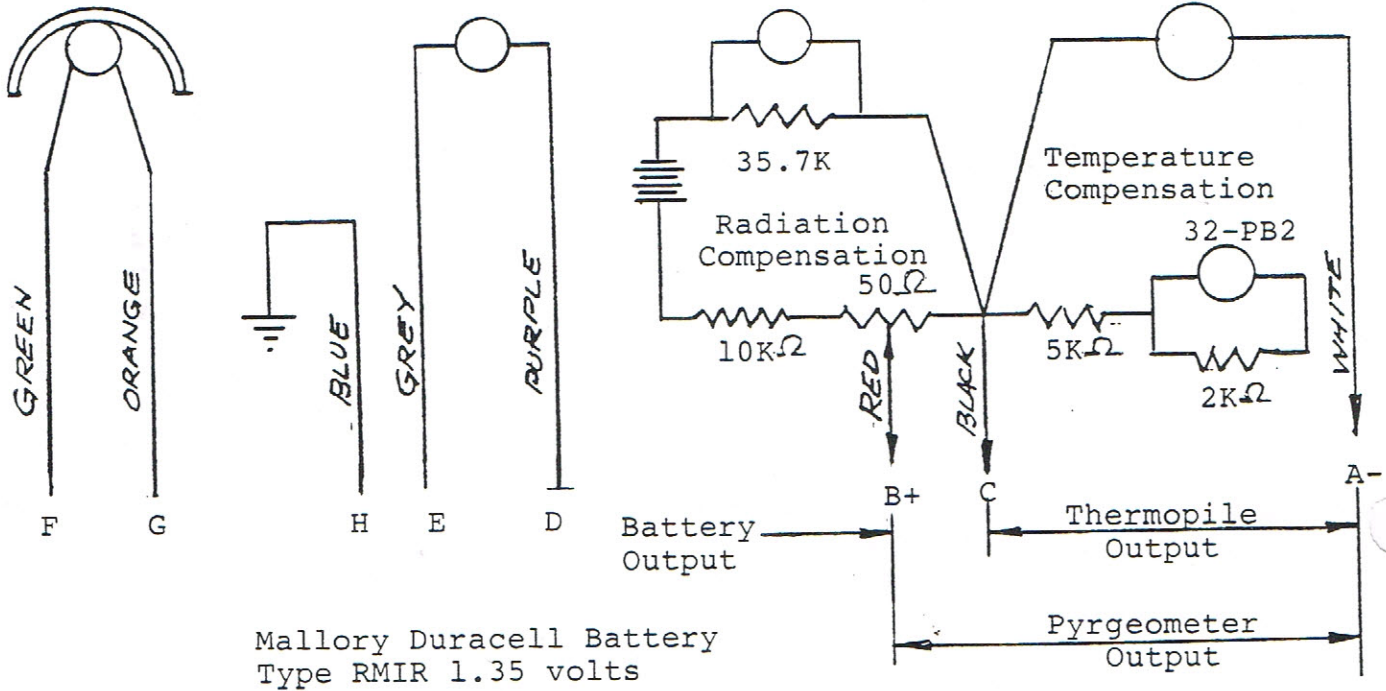 35.7K
Temperature
Compensation
Radiation
Compensation
32-PB2
50Ω
10KΩ
5KΩ
2KΩ
GREEN
ORANGE
BLUE
GREY
PURPLE
RED
BLACK
WHITE
F
G
H
E
D
B+
C
A-
Battery
Output
Thermopile
Output
Pyrgeometer
Output
Mallory Duracell Battery
Type RMIR 1.35 volts